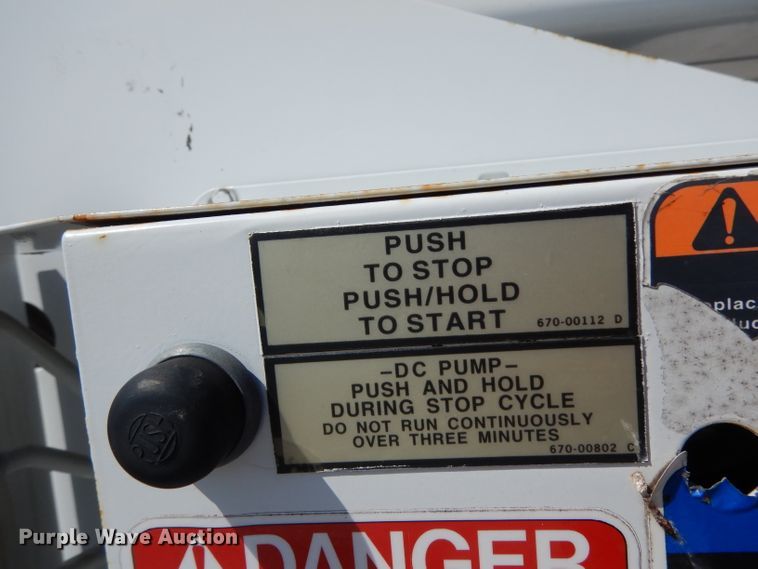 PUSH
TO STOP
PUSH/HOLD
TO START
670-00112 D
-DC PUMP-
PUSH AND HOLD
DURING STOP CYCLE
DO NOT RUN CONTINUOUSLY
OVER THREE MINUTES
670-00802 C
DANGER
Purple Wave Auction